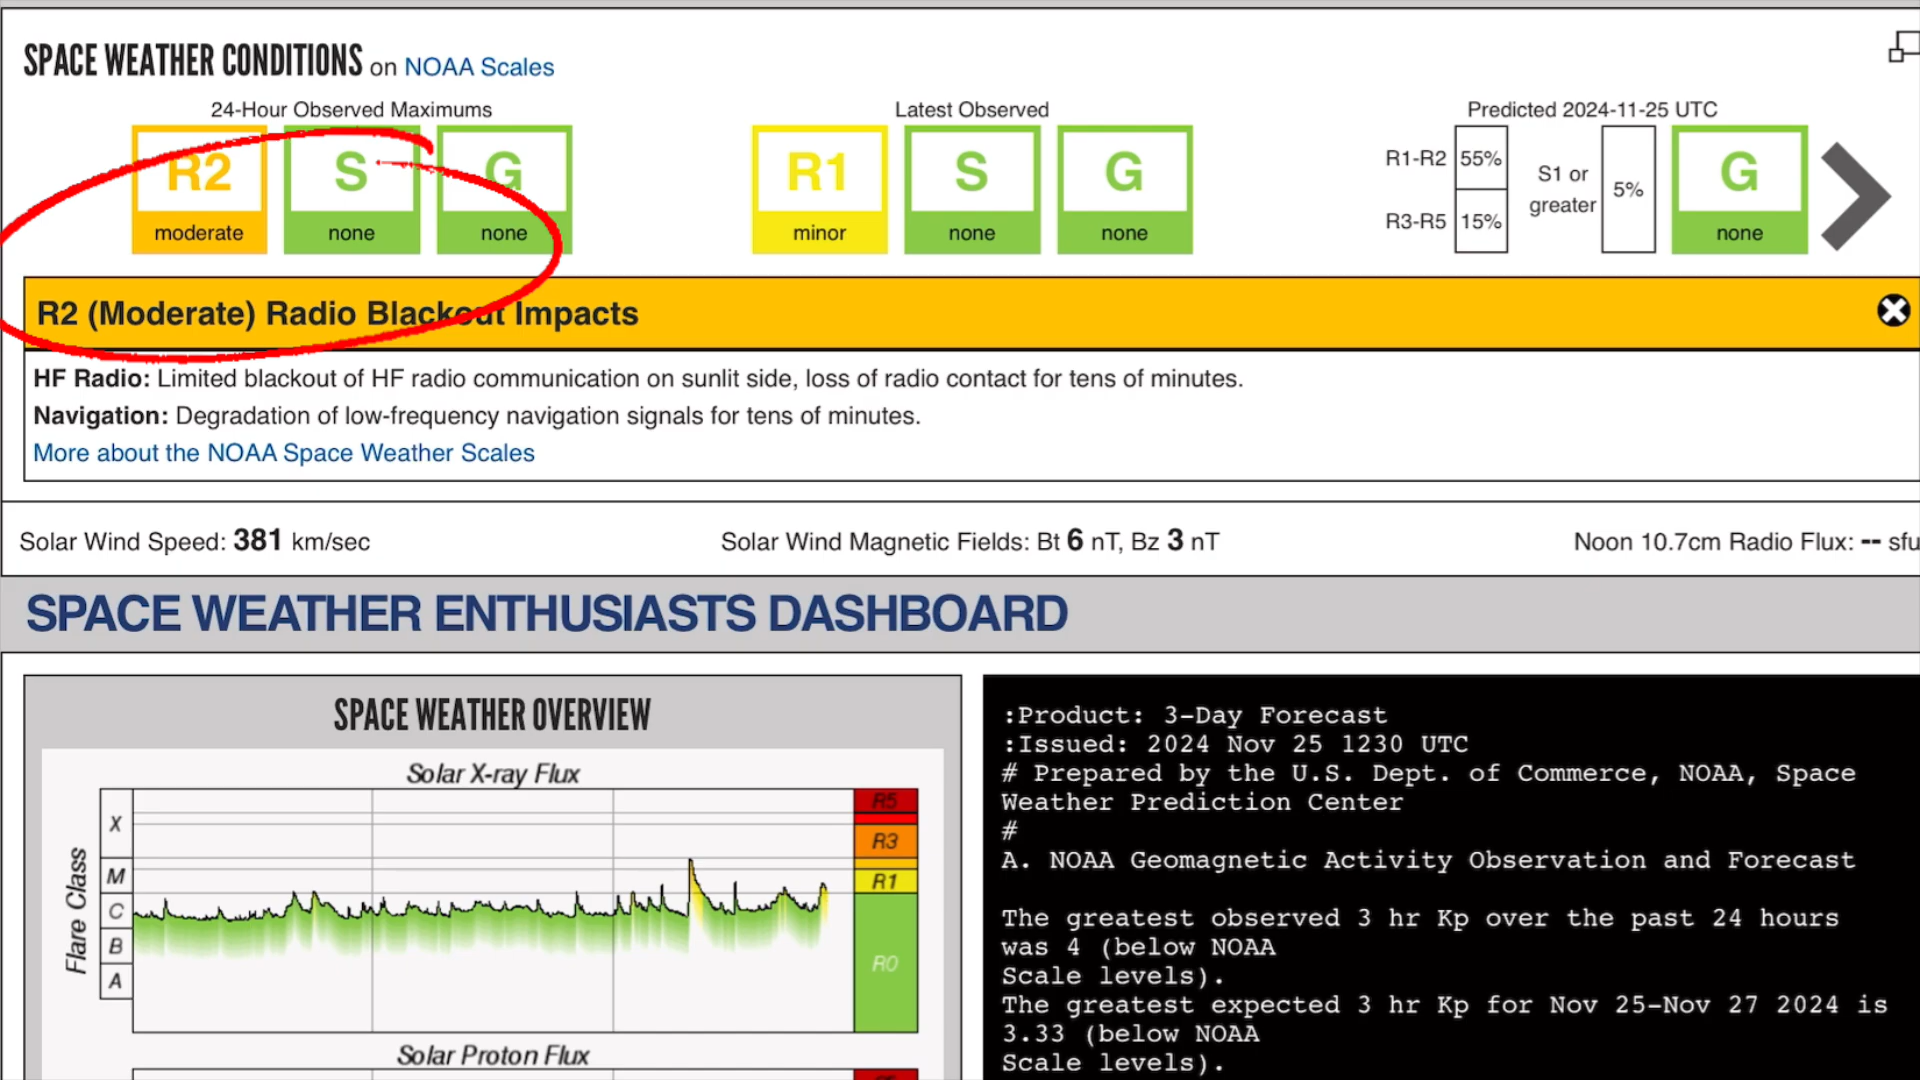 SPACE WEATHER CONDITIONS on NOAA Scales
24-Hour Observed Maximums
R2
moderate
S
none
G
none
Latest Observed
R1
minor
S
none
G
none
Predicted 2024-11-25 UTC
R1-R2 55%
R3-R5 15%
S1 or
greater
5%
G
none
R2 (Moderate) Radio Blackout Impacts
HF Radio: Limited blackout of HF radio communication on sunlit side, loss of radio contact for tens of minutes.
Navigation: Degradation of low-frequency navigation signals for tens of minutes.
More about the NOAA Space Weather Scales
Solar Wind Speed: 381 km/sec
Solar Wind Magnetic Fields: Bt 6 nT, Bz 3 nT
Noon 10.7cm Radio Flux: -- sfu
SPACE WEATHER ENTHUSIASTS DASHBOARD
SPACE WEATHER OVERVIEW
Solar X-ray Flux
Flare Class
X
M
C
B
A
R5
R3
R1
R0
Solar Proton Flux
:Product: 3-Day Forecast
:Issued: 2024 Nov 25 1230 UTC
# Prepared by the U.S. Dept. of Commerce, NOAA, Space
Weather Prediction Center
#
A. NOAA Geomagnetic Activity Observation and Forecast
The greatest observed 3 hr Kp over the past 24 hours
was 4 (below NOAA
Scale levels).
The greatest expected 3 hr Kp for Nov 25-Nov 27 2024 is
3.33 (below NOAA
Scale levels).